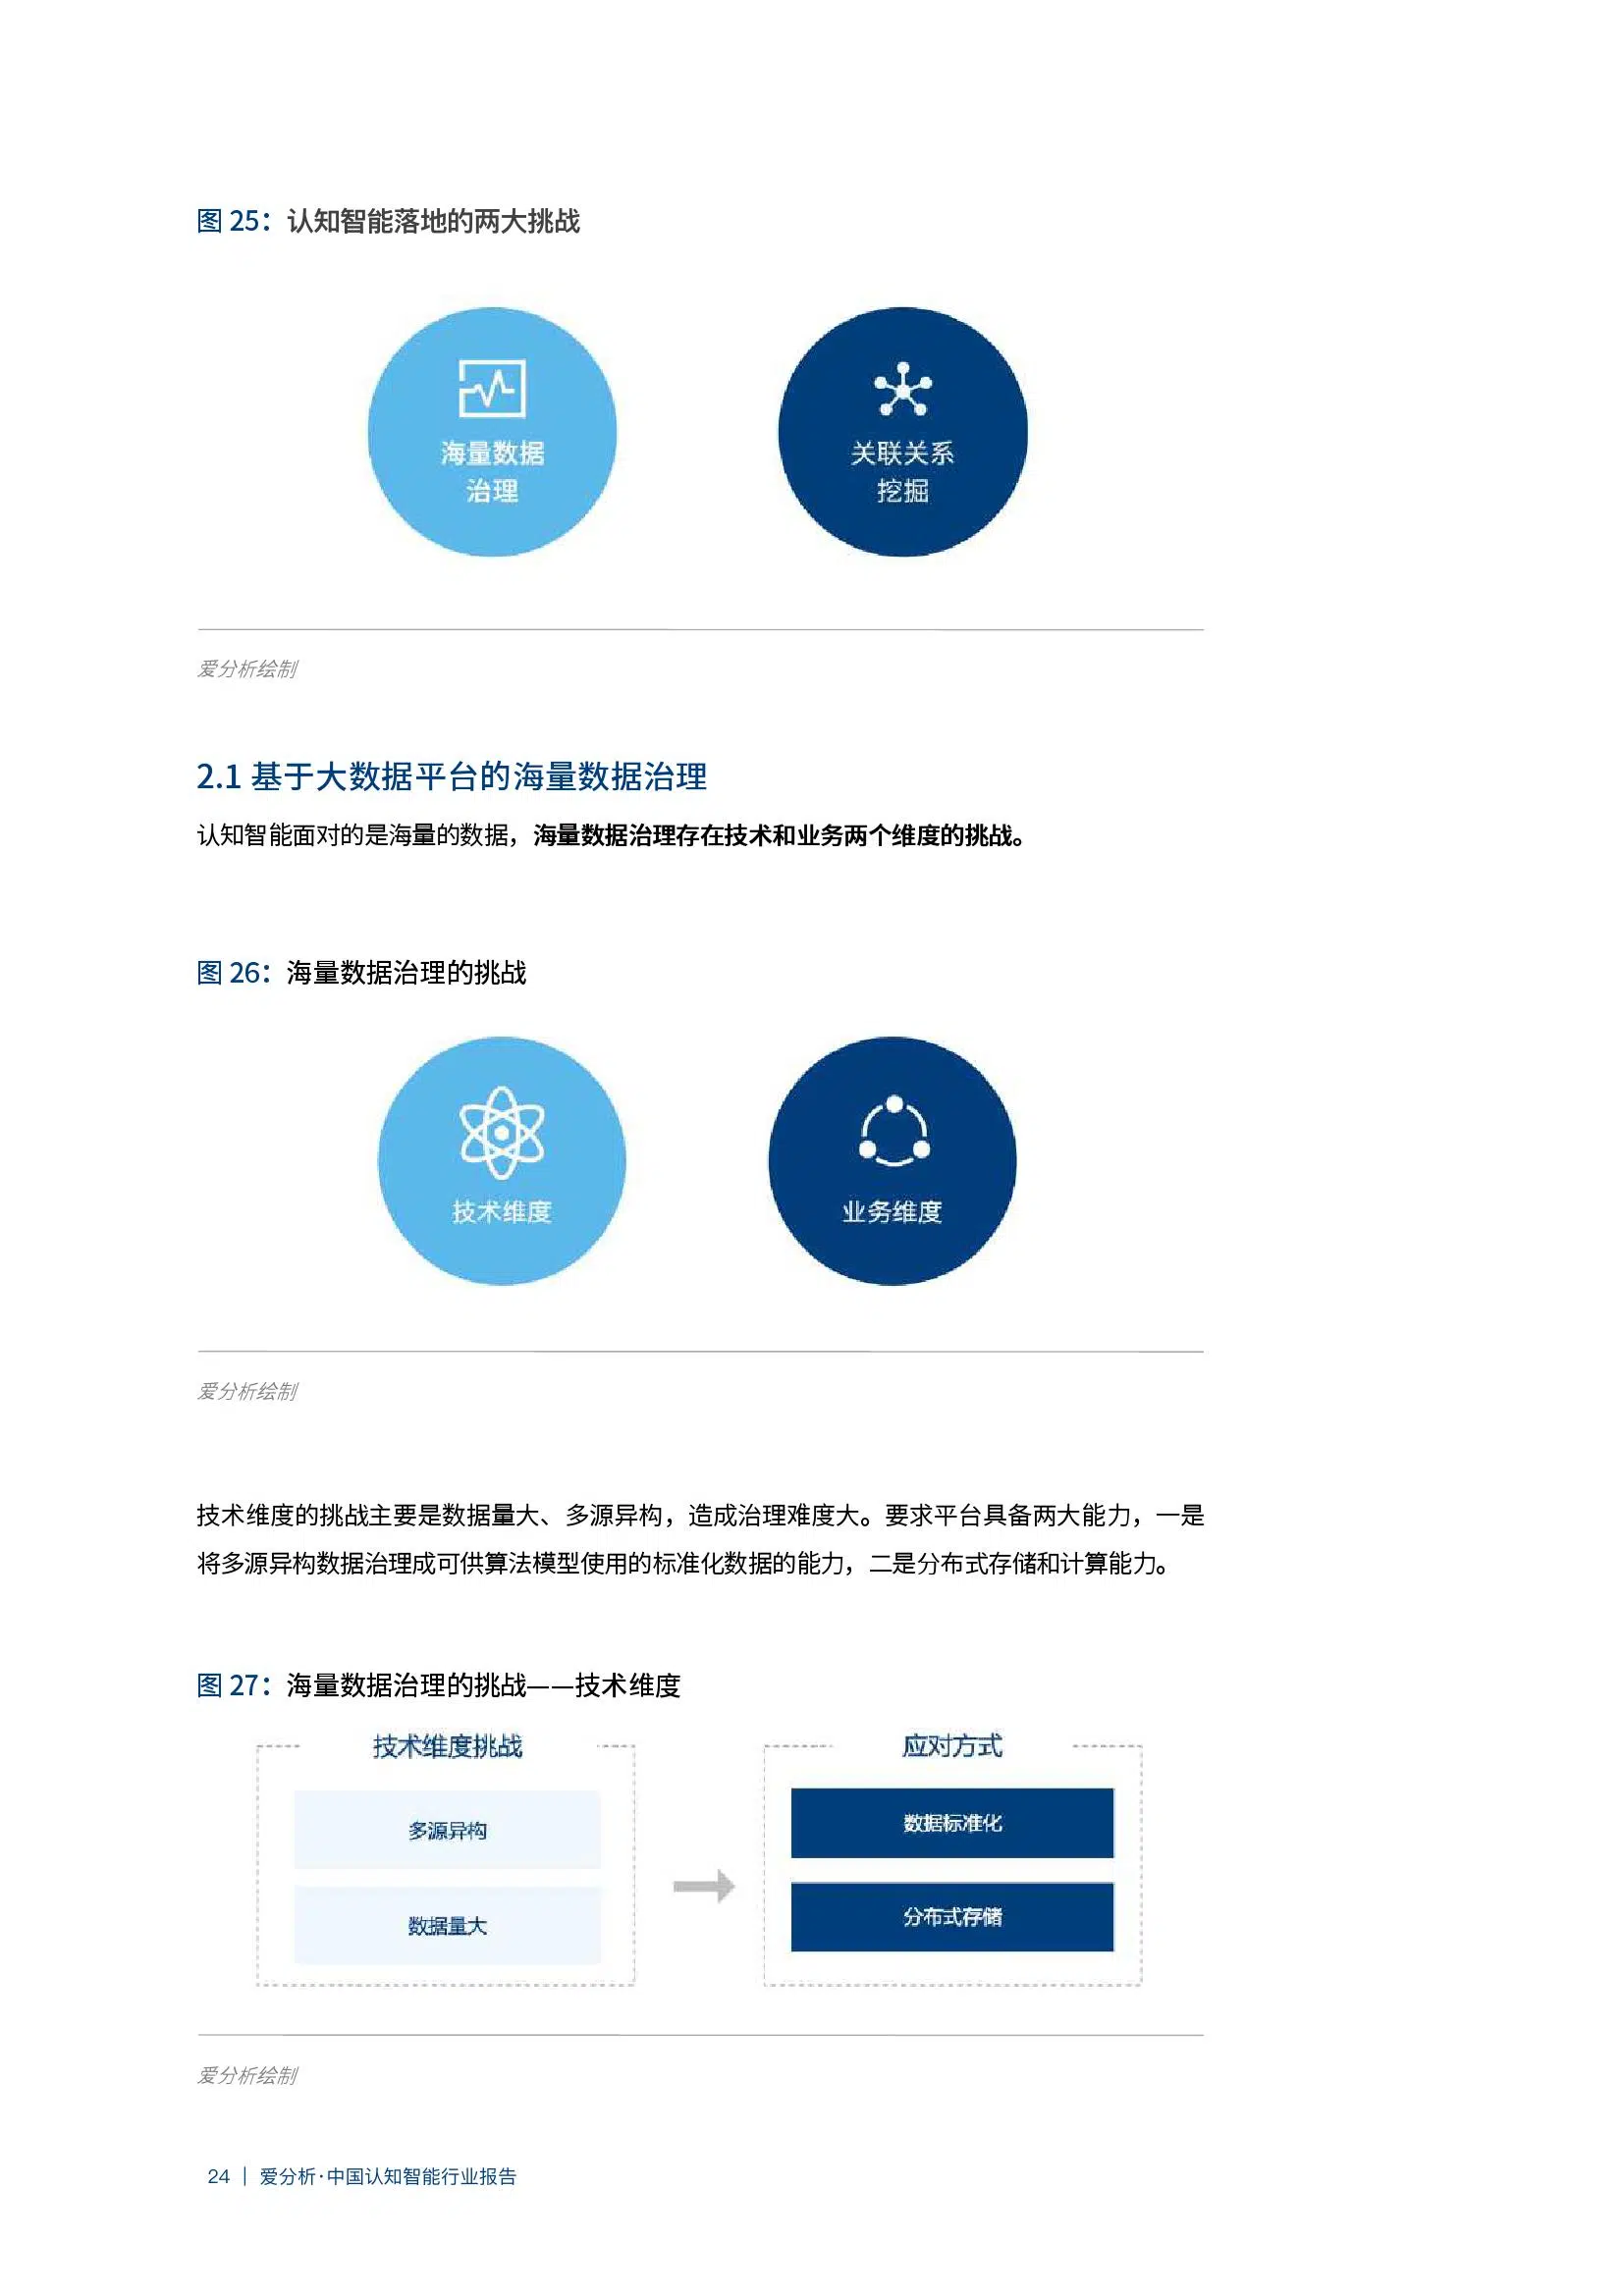 图 25：认知智能落地的两大挑战
海量数据
治理
关联关系
挖掘
爱分析绘制
2.1 基于大数据平台的海量数据治理
认知智能面对的是海量的数据，海量数据治理存在技术和业务两个维度的挑战。
图 26：海量数据治理的挑战
技术维度
业务维度
爱分析绘制
技术维度的挑战主要是数据量大、多源异构，造成治理难度大。要求平台具备两大能力，一是
将多源异构数据治理成可供算法模型使用的标准化数据的能力，二是分布式存储和计算能力。
图 27：海量数据治理的挑战——技术维度
技术维度挑战
多源异构
数据量大
应对方式
数据标准化
分布式存储
爱分析绘制
24 | 爱分析·中国认知智能行业报告